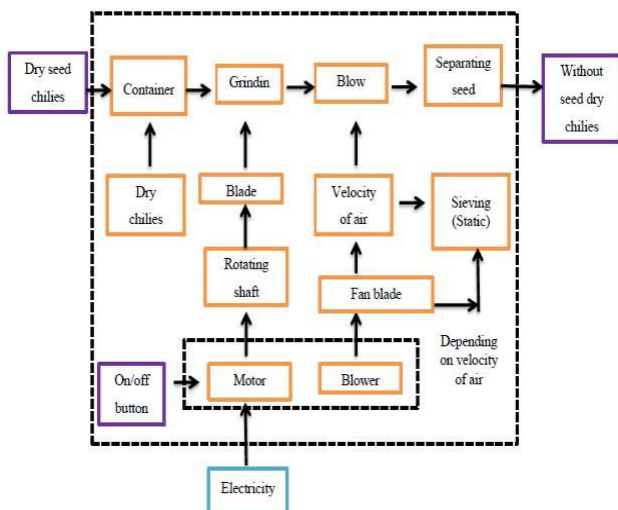 Dry seed
chilies
Container
Grindin
Blow
Separating
seed
Without
seed dry
chilies
Dry
chilies
Blade
Velocity
of air
Sieving
(Static)
Rotating
shaft
Fan blade
Depending
on velocity
of air
On/off
button
Motor
Blower
Electricity